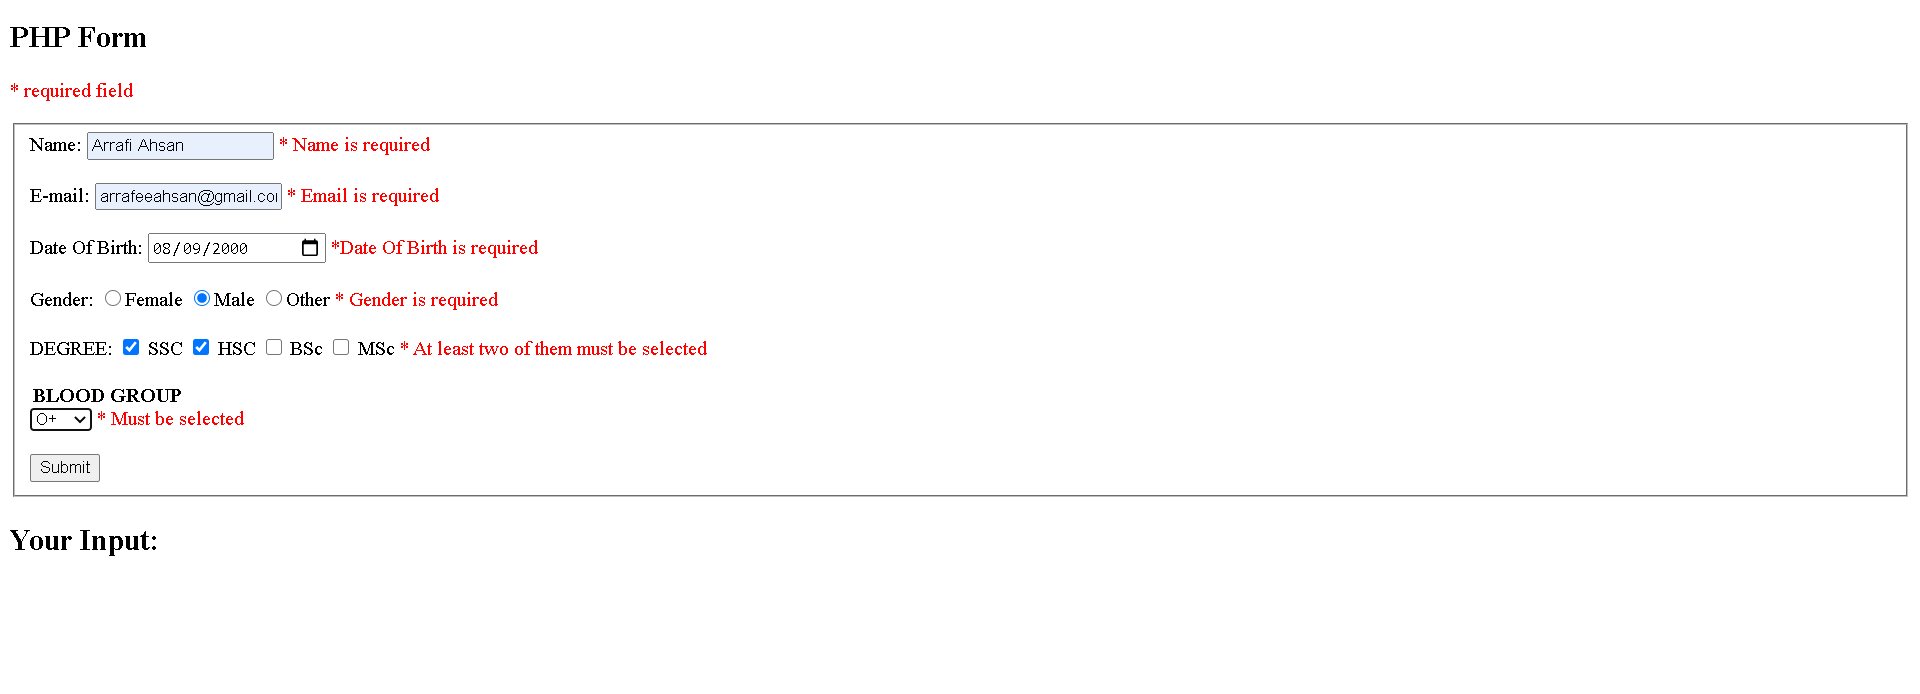 PHP Form
* required field
Name: Arrafi Ahsan * Name is required
E-mail: arrafeeahsan@gmail.co * Email is required
Date Of Birth: 08/09/2000 *Date Of Birth is required
Gender: Female Male Other * Gender is required
DEGREE: SSC HSC BSc MSc * At least two of them must be selected
BLOOD GROUP
O+ * Must be selected
Submit
Your Input: